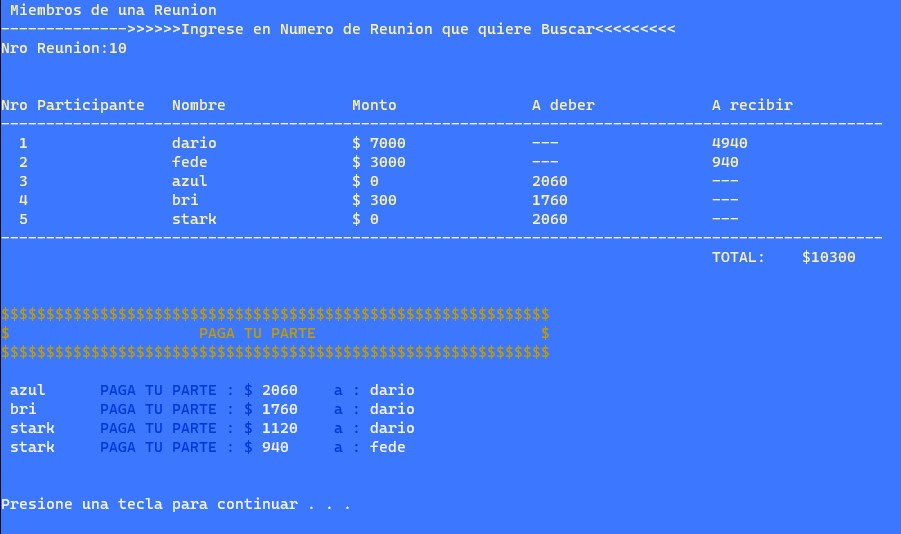 Miembros de una Reunion
-------------->>>>>>Ingrese en Numero de Reunion que quiere Buscar<<<<<<<<<
Nro Reunion:10
Nro Participante   Nombre              Monto               A deber             A recibir
--------------------------------------------------------------------------------------------------
  1                dario               $ 7000              ---                 4940
  2                fede                $ 3000              ---                 940
  3                azul                $ 0                 2060                ---
  4                bri                 $ 300               1760                ---
  5                stark               $ 0                 2060                ---
--------------------------------------------------------------------------------------------------
                                                                               TOTAL:    $10300
$$$$$$$$$$$$$$$$$$$$$$$$$$$$$$$$$$$$$$$$$$$$$$$$$$$$$$$$$$$$$
$                     PAGA TU PARTE                         $
$$$$$$$$$$$$$$$$$$$$$$$$$$$$$$$$$$$$$$$$$$$$$$$$$$$$$$$$$$$$$
 azul      PAGA TU PARTE : $ 2060    a : dario
 bri       PAGA TU PARTE : $ 1760    a : dario
 stark     PAGA TU PARTE : $ 1120    a : dario
 stark     PAGA TU PARTE : $ 940     a : fede
Presione una tecla para continuar . . .